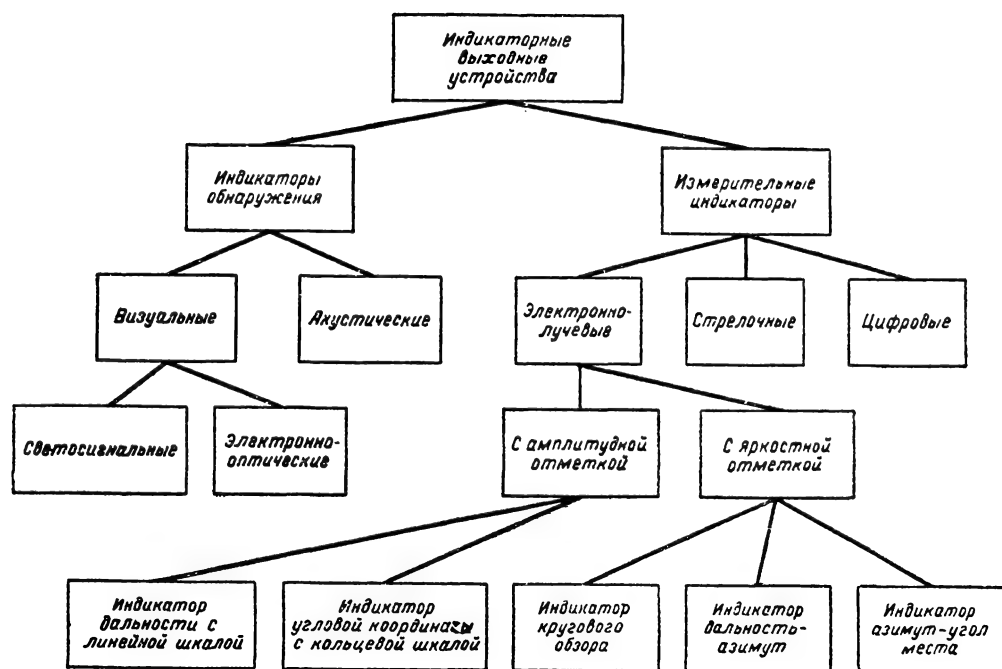 Индикаторные
выходные
устройства
Индикаторы
обнаружения
Измерительные
индикаторы
Визуальные
Акустические
Электронно-
лучевые
Стрелочные
Цифровые
Светосигнальные
Электронно-
оптические
С амплитудной
отметкой
С яркостной
отметкой
Индикатор
дальности с
линейной шкалой
Индикатор
угловой координаты
с кольцевой шкалой
Индикатор
кругового
обзора
Индикатор
дальность-
азимут
Индикатор
азимут-угол
места